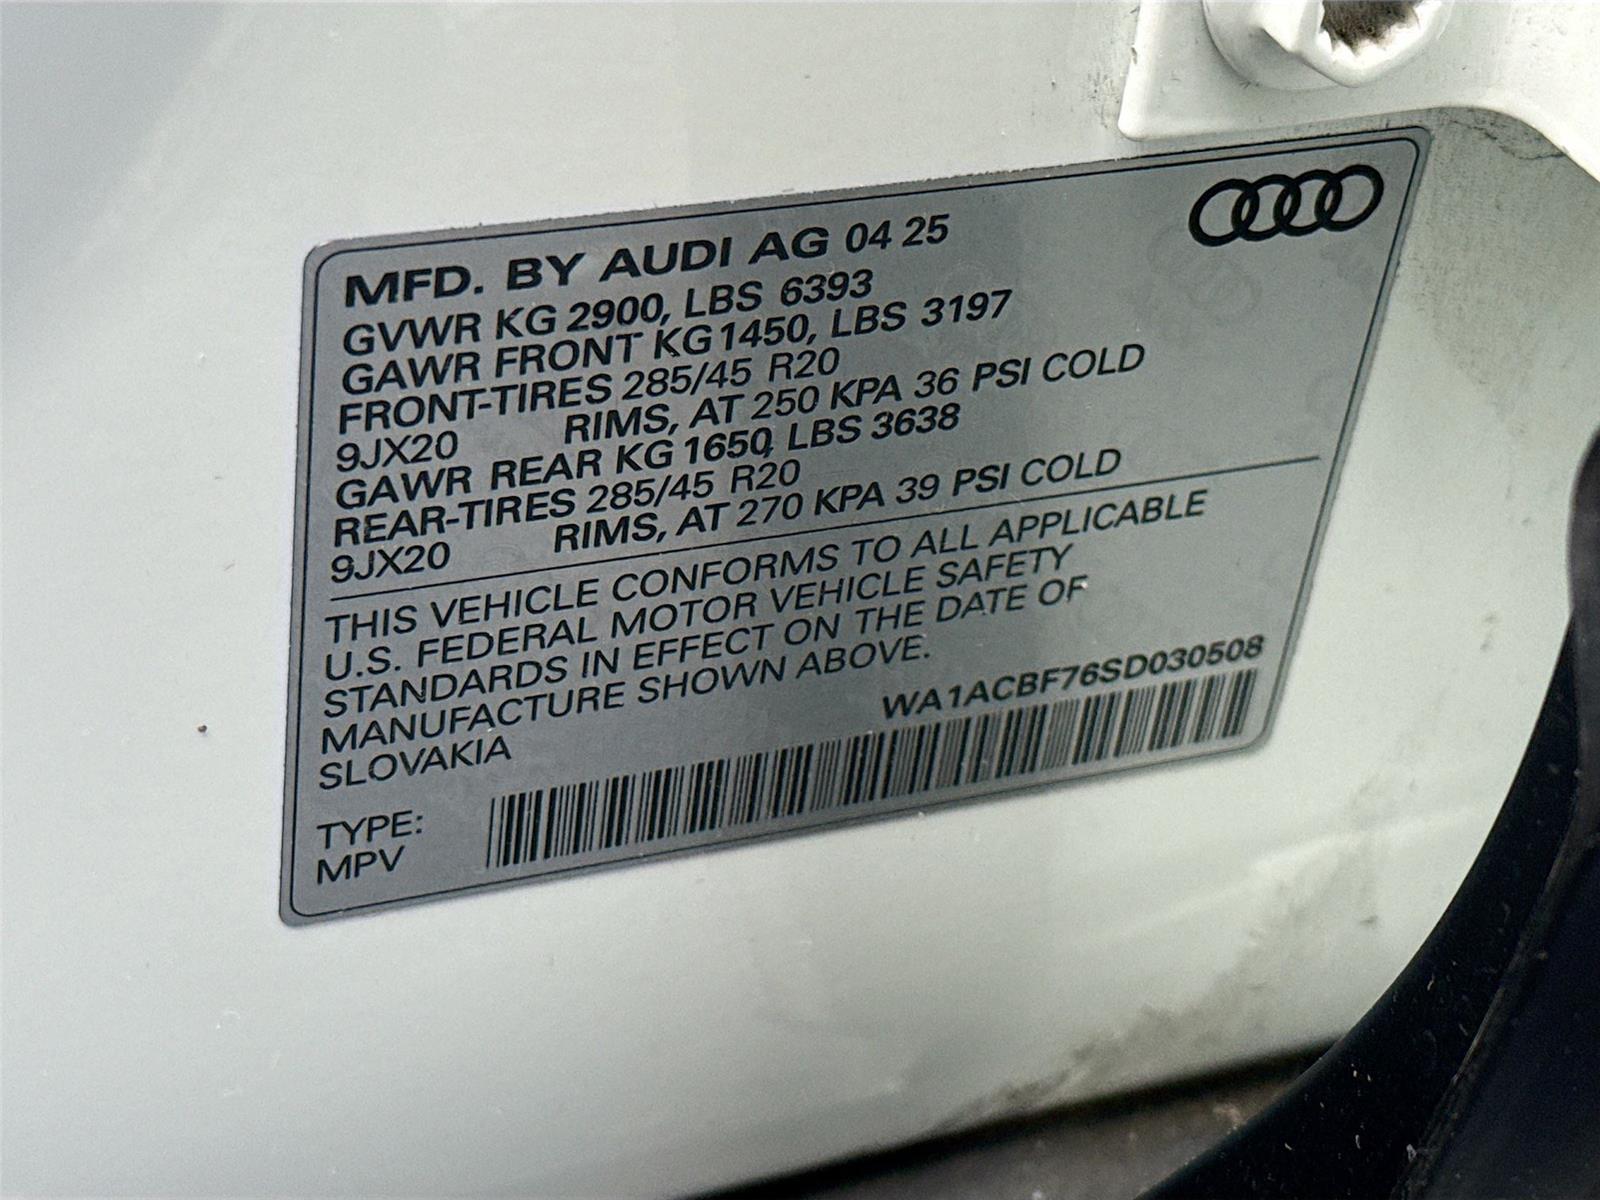 MFD. BY AUDI AG 04 25
GVWR KG 2900, LBS 6393
GAWR FRONT KG 1450, LBS 3197
FRONT-TIRES 285/45 R20
9JX20 RIMS, AT 250 KPA 36 PSI COLD
GAWR REAR KG 1650, LBS 3638
REAR-TIRES 285/45 R20
9JX20 RIMS, AT 270 KPA 39 PSI COLD
THIS VEHICLE CONFORMS TO ALL APPLICABLE
U.S. FEDERAL MOTOR VEHICLE SAFETY
STANDARDS IN EFFECT ON THE DATE OF
MANUFACTURE SHOWN ABOVE.
SLOVAKIA
WA1ACBF76SD030508
TYPE:
MPV